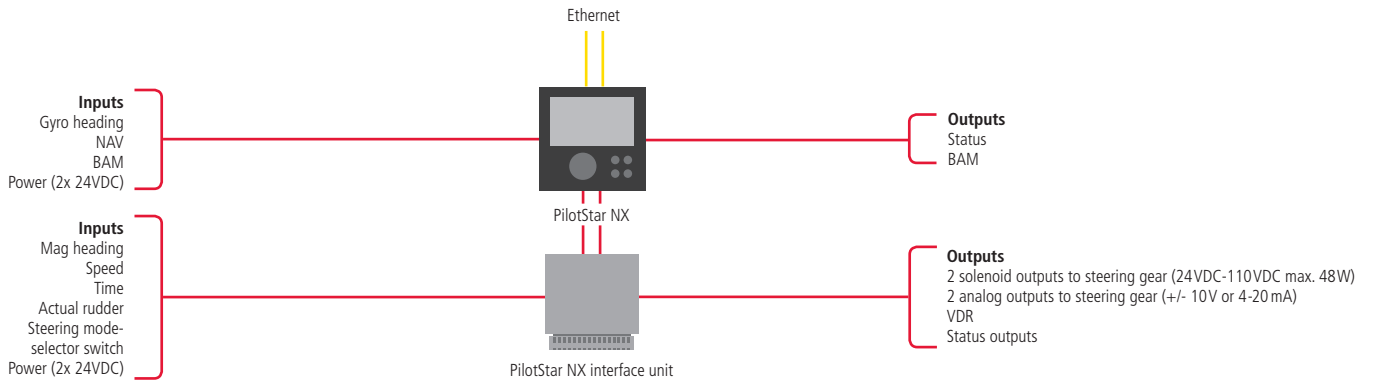 Ethernet
Inputs
Gyro heading
NAV
BAM
Power (2x 24VDC)
Outputs
Status
BAM
PilotStar NX
Inputs
Mag heading
Speed
Time
Actual rudder
Steering mode-
selector switch
Power (2x 24VDC)
Outputs
2 solenoid outputs to steering gear (24VDC-110VDC max. 48W)
2 analog outputs to steering gear (+/- 10V or 4-20 mA)
VDR
Status outputs
PilotStar NX interface unit